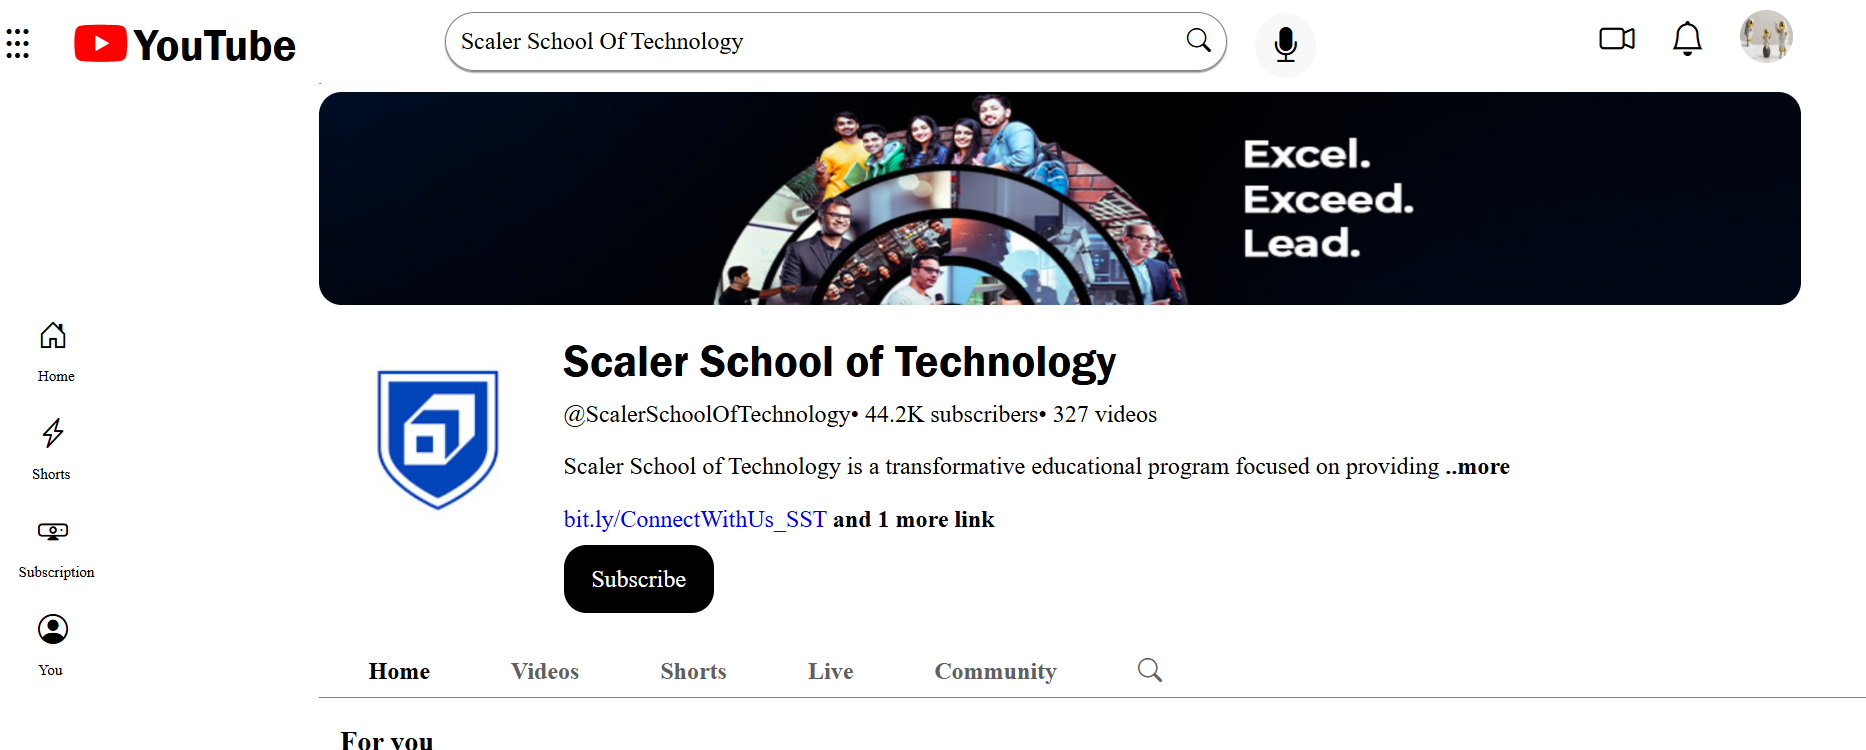 YouTube
Scaler School Of Technology
Excel.
Exceed.
Lead.
Home
Shorts
Subscription
You
Scaler School of Technology
@ScalerSchoolOfTechnology• 44.2K subscribers• 327 videos
Scaler School of Technology is a transformative educational program focused on providing ..more
bit.ly/ConnectWithUs_SST and 1 more link
Subscribe
Home Videos Shorts Live Community
For you